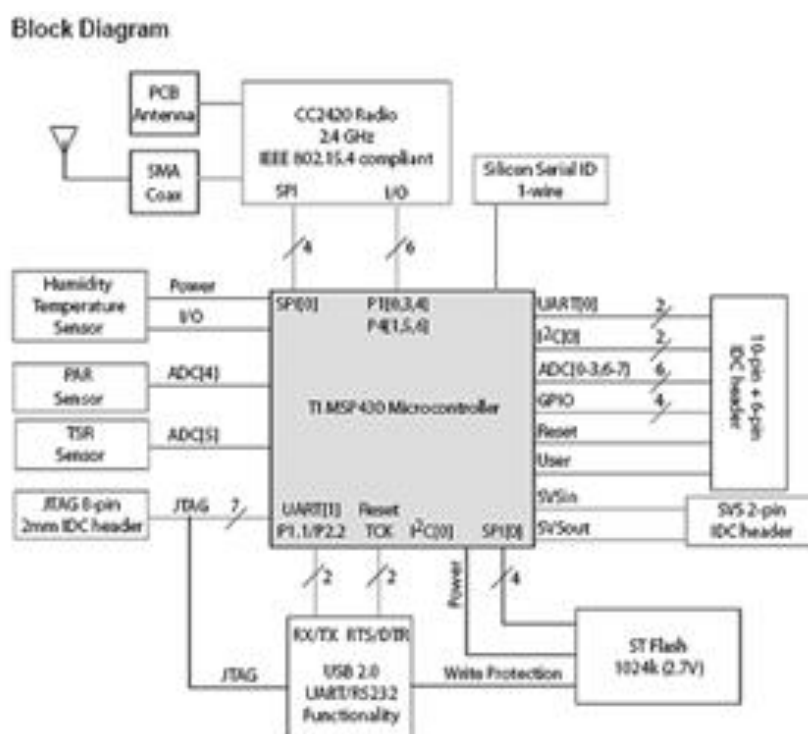 Block Diagram
PCB
Antenna
SMA
Coax
CC2420 Radio
2.4 GHz
IEEE 802.15.4 compliant
SPI
I/O
Silicon Serial ID
1-wire
4
6
Humidity
Temperature
Sensor
Power
I/O
PAR
Sensor
ADC[4]
TSR
Sensor
ADC[5]
JTAG 8-pin
2mm IDC header
JTAG
7
SPI[0]
P1[0,3,4]
P4[1,5,6]
TI MSP430 Microcontroller
UART[1]
P1.1/P2.2
Reset
TCK
I²C[0]
SPI[0]
UART[0]
2
I²C[0]
2
ADC[0-3,6-7]
6
GPIO
4
Reset
User
10-pin + 6-pin
IDC header
SVSin
SVSout
SVS 2-pin
IDC header
2
2
Power
4
RX/TX RTS/DTR
USB 2.0
UART/RS232
Functionality
JTAG
Write Protection
ST Flash
1024k (2.7V)